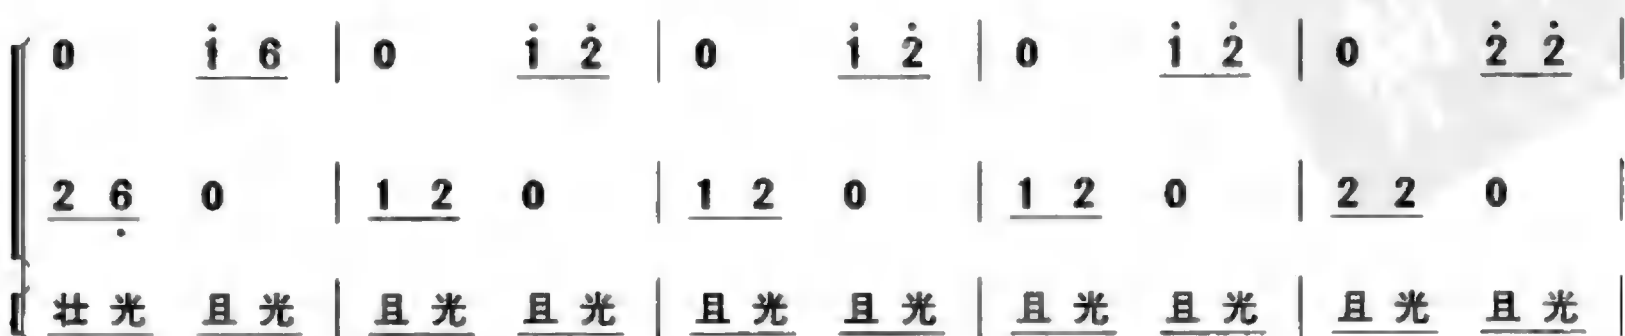 0 i̇ 6 | 0 i̇ 2̇ | 0 i̇ 2̇ | 0 i̇ 2̇ | 0 2̇ 2̇ |
2 6̣ 0 | 1 2 0 | 1 2 0 | 1 2 0 | 2 2 0 |
壮 光 且 光 | 且 光 且 光 | 且 光 且 光 | 且 光 且 光 | 且 光 且 光 |